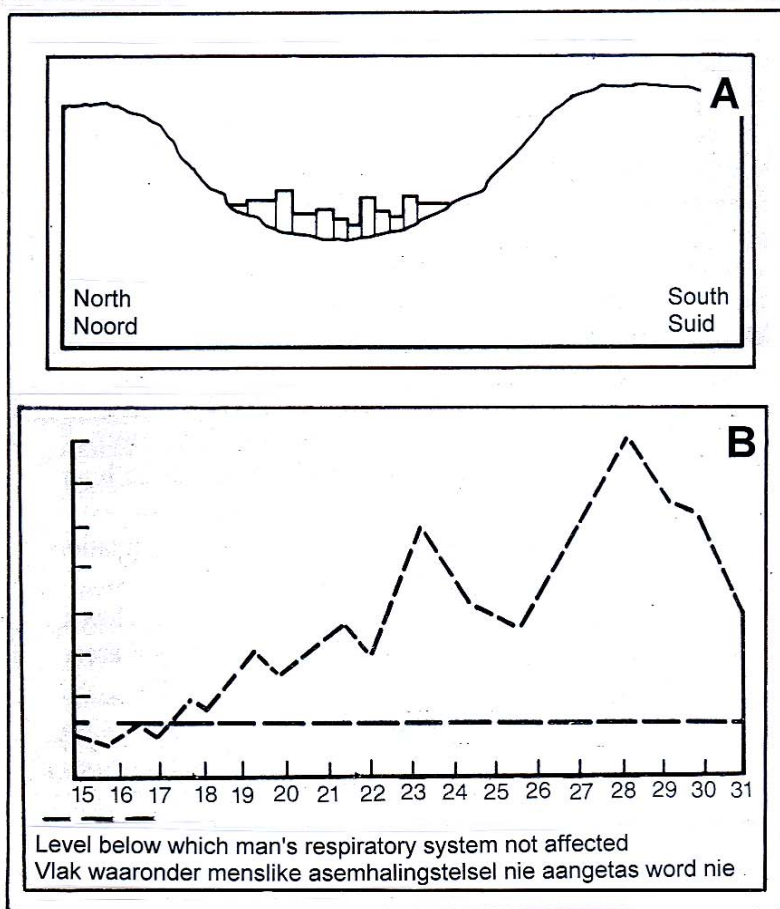 A
North
Noord
South
Suid
B
15 16 17 18 19 20 21 22 23 24 25 26 27 28 29 30 31
Level below which man's respiratory system not affected
Vlak waaronder menslike asemhalingstelsel nie aangetas word nie